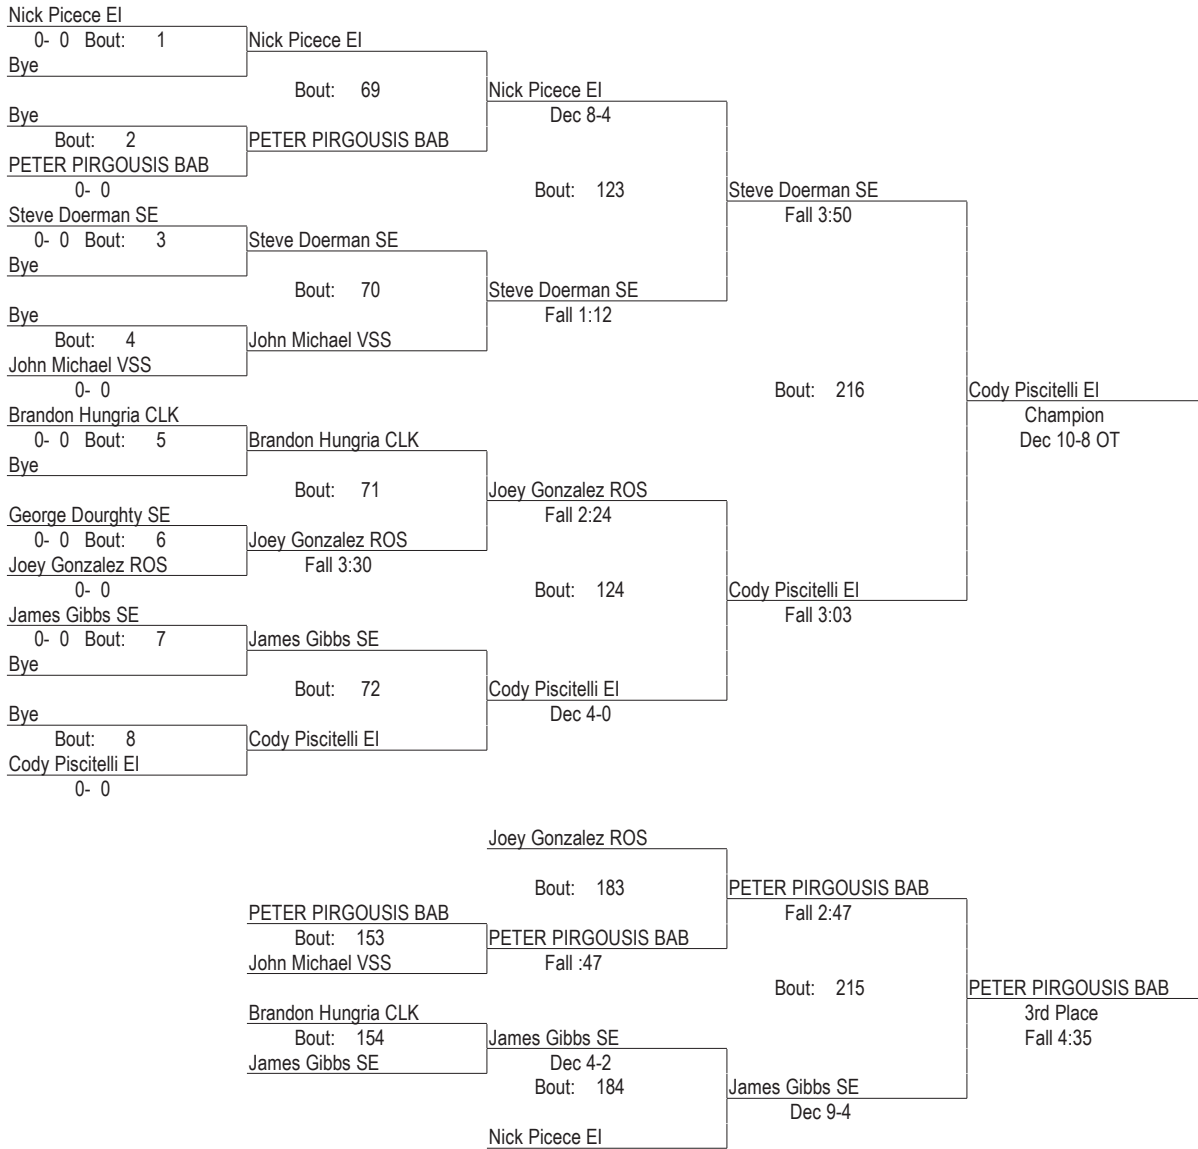 Nick Picece EI
0- 0 Bout: 1
Nick Picece EI
Bye
Bout: 69
Nick Picece EI
Bye
Dec 8-4
Bout: 2
PETER PIRGOUSIS BAB
PETER PIRGOUSIS BAB
0- 0
Bout: 123
Steve Doerman SE
Steve Doerman SE
Fall 3:50
0- 0 Bout: 3
Steve Doerman SE
Bye
Bout: 70
Steve Doerman SE
Bye
Fall 1:12
Bout: 4
John Michael VSS
John Michael VSS
0- 0
Bout: 216
Cody Piscitelli EI
Brandon Hungria CLK
Champion
0- 0 Bout: 5
Brandon Hungria CLK
Dec 10-8 OT
Bye
Bout: 71
Joey Gonzalez ROS
George Dourghty SE
Fall 2:24
0- 0 Bout: 6
Joey Gonzalez ROS
Joey Gonzalez ROS
Fall 3:30
0- 0
Bout: 124
Cody Piscitelli EI
James Gibbs SE
Fall 3:03
0- 0 Bout: 7
James Gibbs SE
Bye
Bout: 72
Cody Piscitelli EI
Bye
Dec 4-0
Bout: 8
Cody Piscitelli EI
Cody Piscitelli EI
0- 0
Joey Gonzalez ROS
Bout: 183
PETER PIRGOUSIS BAB
PETER PIRGOUSIS BAB
Fall 2:47
Bout: 153
PETER PIRGOUSIS BAB
John Michael VSS
Fall :47
Bout: 215
PETER PIRGOUSIS BAB
Brandon Hungria CLK
3rd Place
Bout: 154
James Gibbs SE
Fall 4:35
James Gibbs SE
Dec 4-2
Bout: 184
James Gibbs SE
Dec 9-4
Nick Picece EI